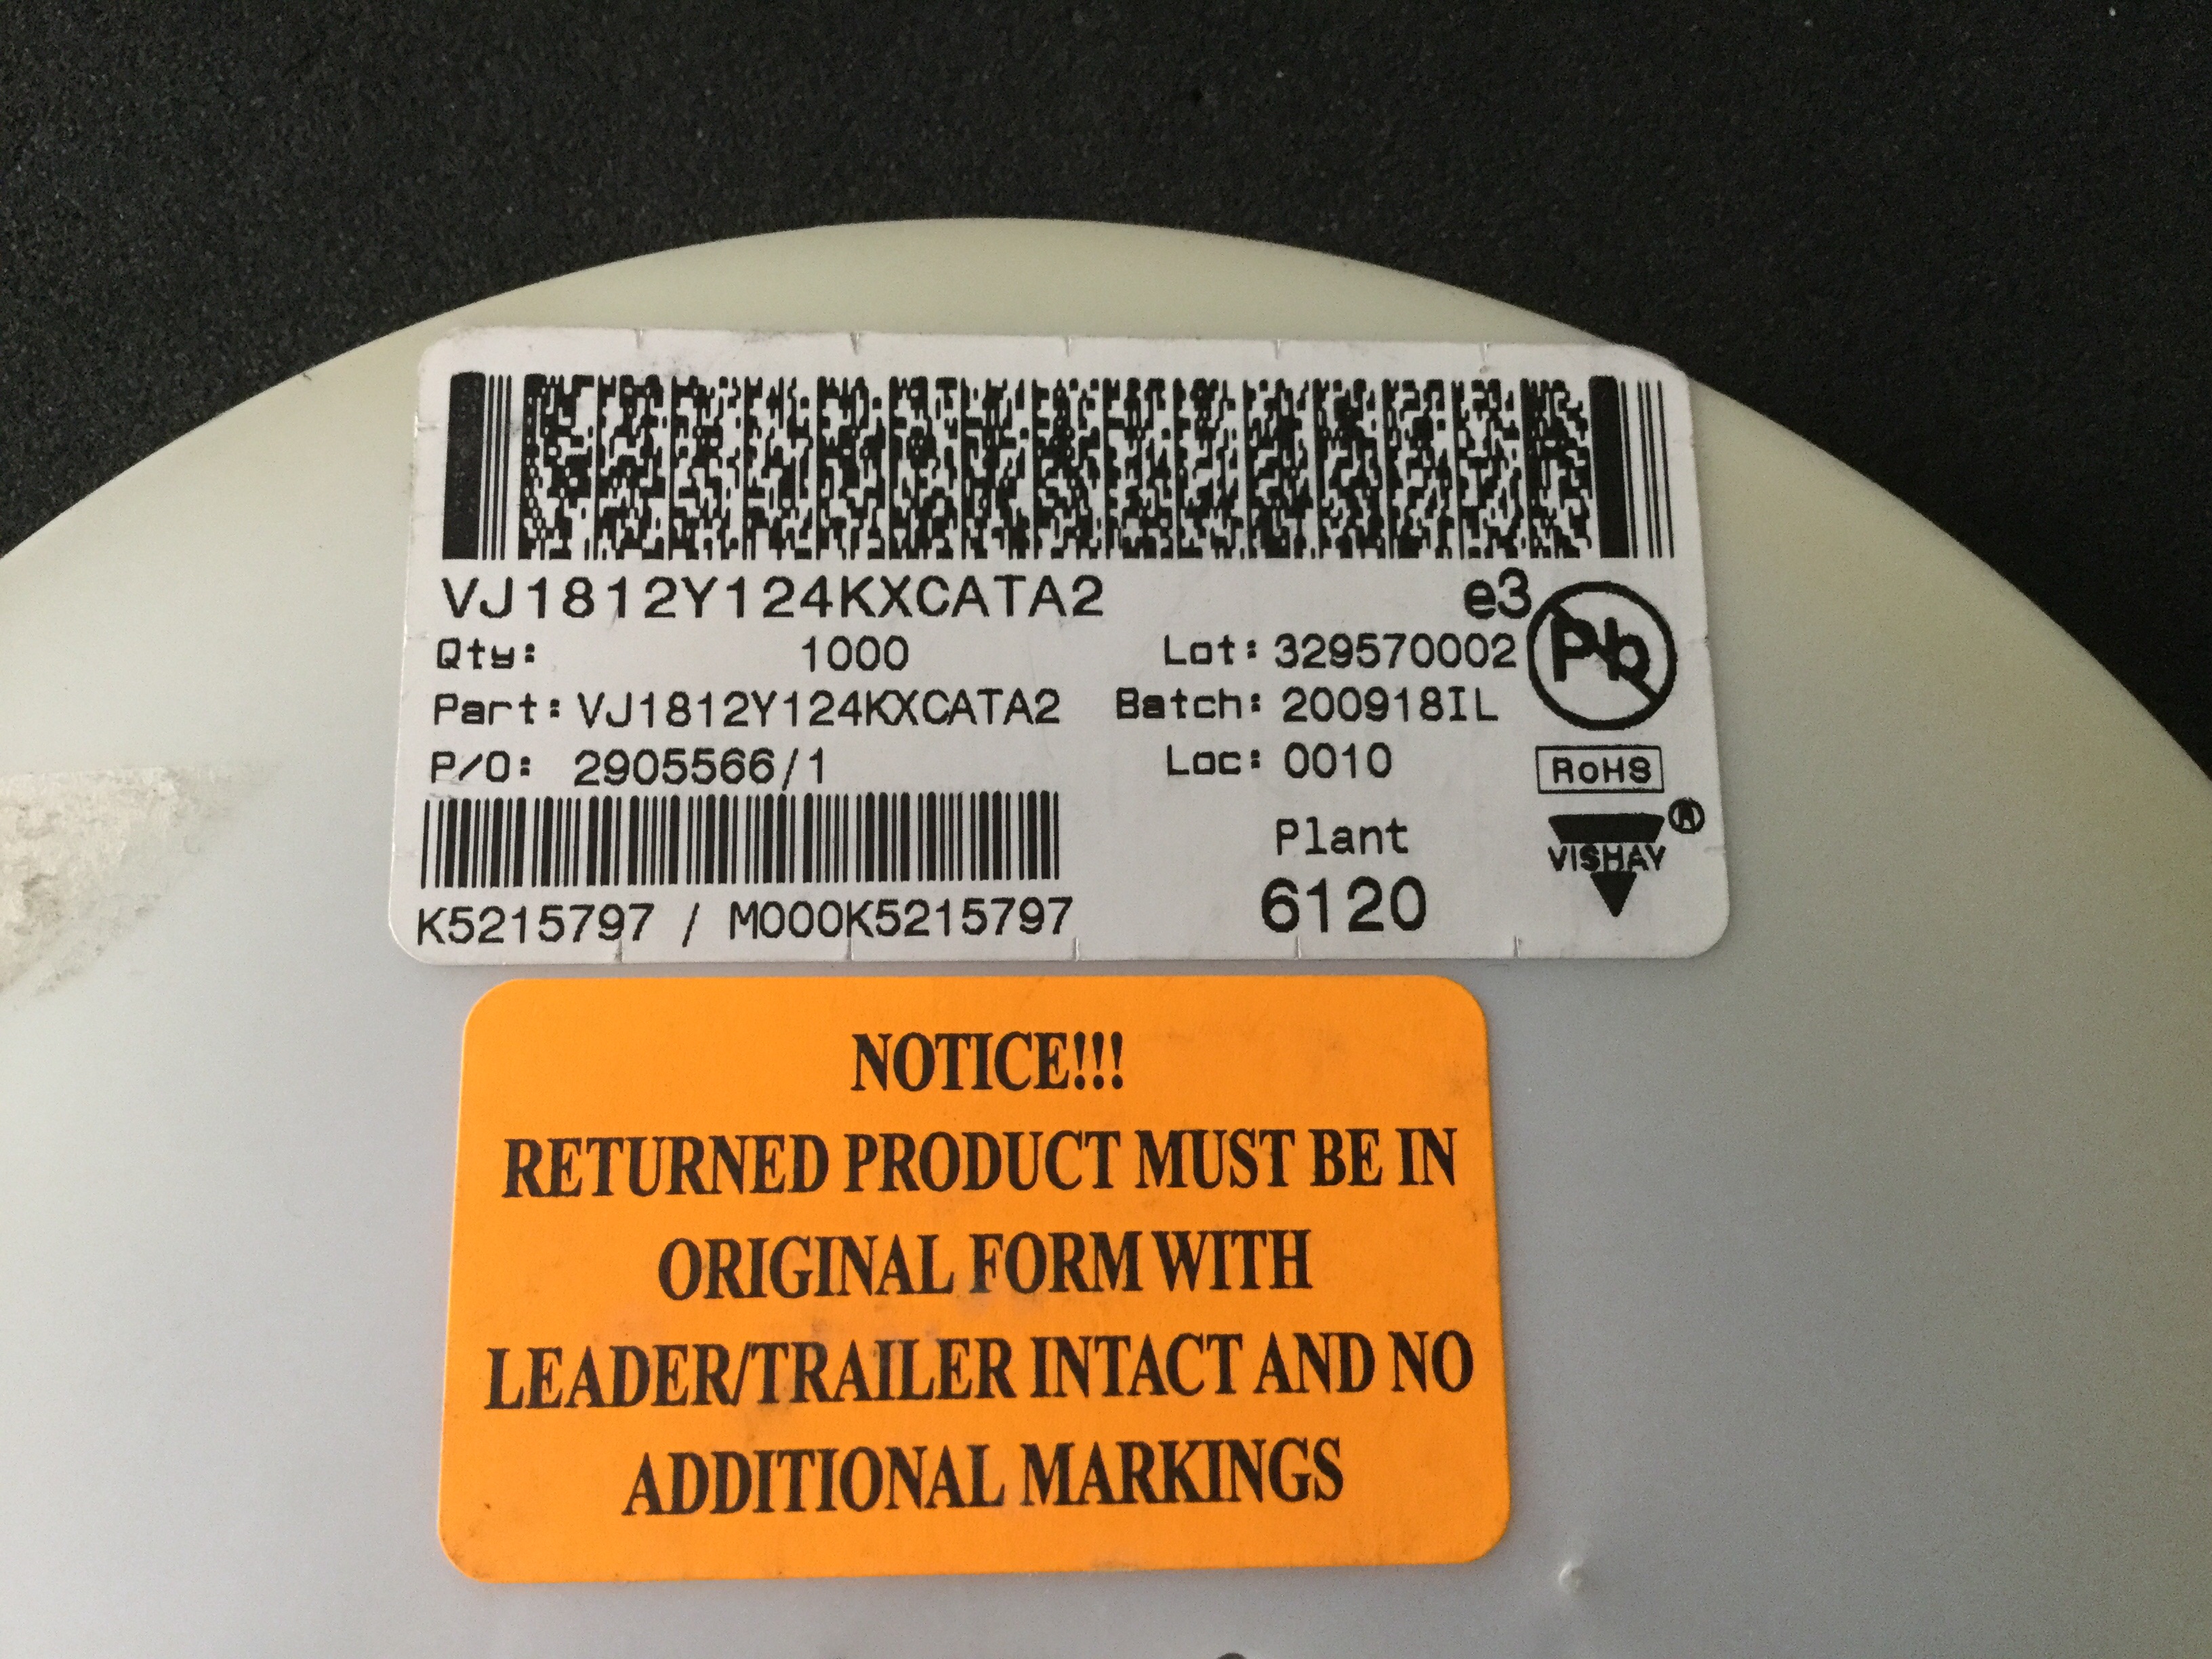 VJ1812Y124KXCATA2 e3 Pb
Qty: 1000 Lot: 329570002
Part: VJ1812Y124KXCATA2 Batch: 200918IL
P/O: 2905566/1 Loc: 0010
RoHS
Plant
6120
VISHAY ®
K5215797 / M000K5215797
NOTICE!!!
RETURNED PRODUCT MUST BE IN
ORIGINAL FORM WITH
LEADER/TRAILER INTACT AND NO
ADDITIONAL MARKINGS